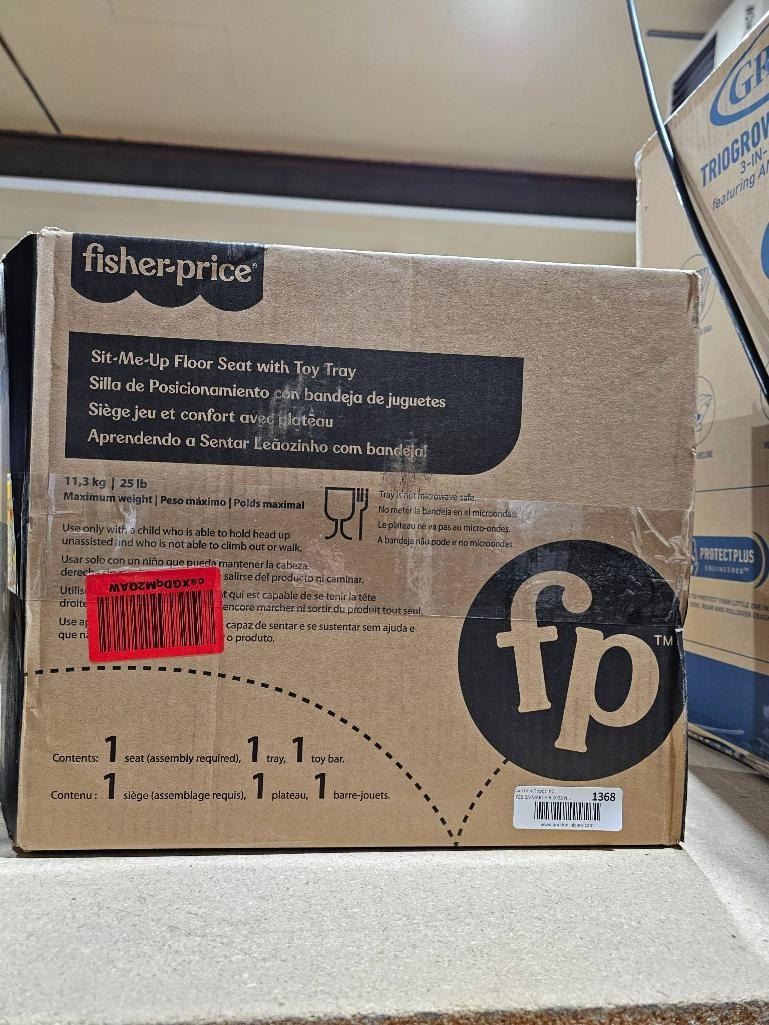 fisher-price
Sit-Me-Up Floor Seat with Toy Tray
Silla de Posicionamiento con bandeja de juguetes
Siège jeu et confort avec plateau
Aprendendo a Sentar Leãozinho com bandeja!
11,3 kg | 25 lb
Maximum weight | Peso máximo | Poids maximal
Tray is not microwave-safe.
No meter la bandeja en el microondas.
Le plateau ne va pas au micro-ondes.
A bandeja não pode ir no microondas.
Use only with a child who is able to hold head up
unassisted and who is not able to climb out or walk.
Usar solo con un niño que pueda mantener la cabeza
salirse del producto ni caminar.
qui est capable de se tenir la tête
droite encore marcher ni sortir du produit tout seul.
Use capaz de sentar e se sustentar sem ajuda e
que o produto.
csXGDqM2QAW
fp™
Contents: 1 seat (assembly required), 1 tray, 1 toy bar.
Contenu : 1 siège (assemblage requis), 1 plateau, 1 barre-jouets.
1368
GR
TRIOGROW
3-IN-
featuring
PROTECTPLUS
ENGINEERED™